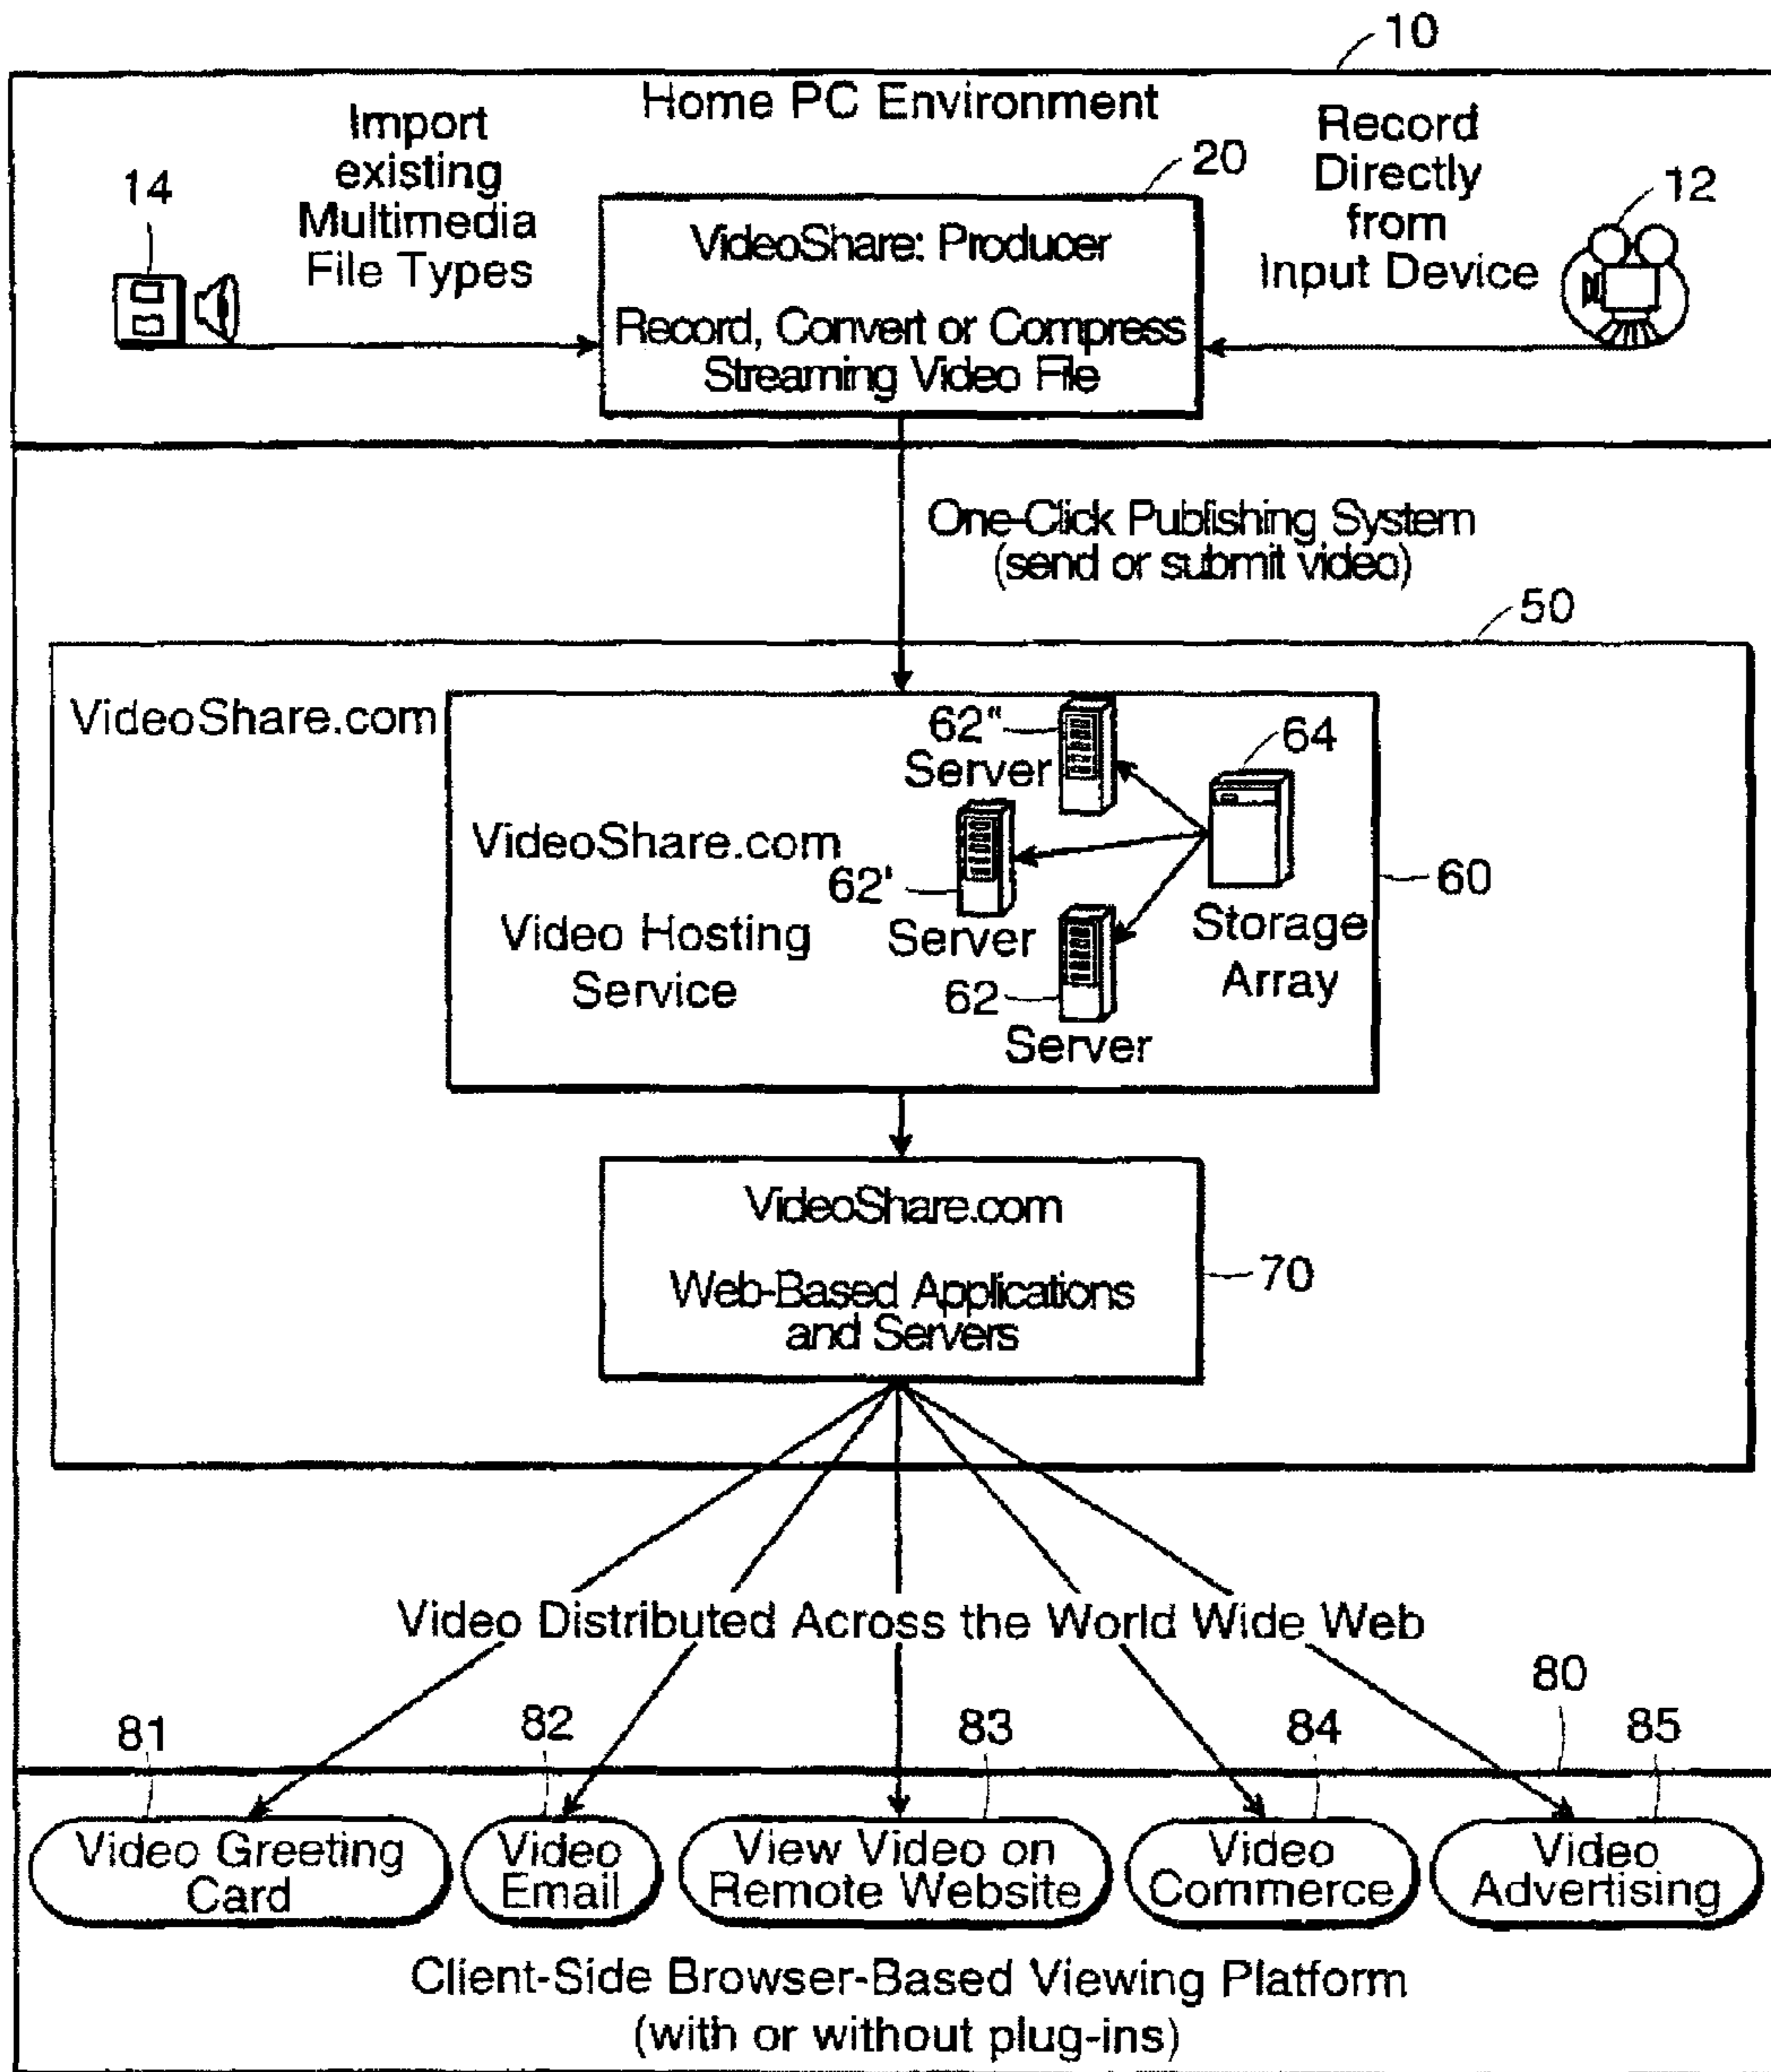 10
Home PC Environment
Import
existing
Multimedia
File Types
14
20
VideoShare: Producer
Record, Convert or Compress
Streaming Video File
Record
Directly
from
Input Device
12
One-Click Publishing System
(send or submit video)
50
VideoShare.com
VideoShare.com
Video Hosting
Service
62"
Server
62'
Server
62
Server
64
Storage
Array
60
VideoShare.com
Web-Based Applications
and Servers
70
Video Distributed Across the World Wide Web
80
81
82
83
84
85
Video Greeting
Card
Video
Email
View Video on
Remote Website
Video
Commerce
Video
Advertising
Client-Side Browser-Based Viewing Platform
(with or without plug-ins)